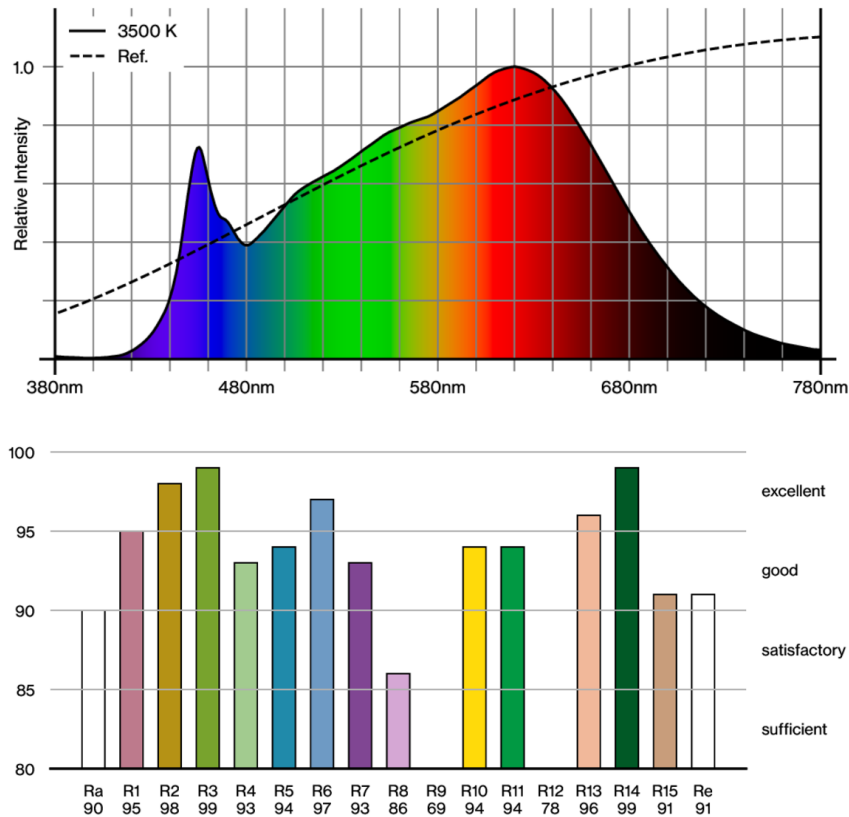 3500 K
Ref.
1.0
Relative Intensity
380nm 480nm 580nm 680nm 780nm
100
excellent
95
good
90
satisfactory
85
sufficient
80
Ra R1 R2 R3 R4 R5 R6 R7 R8 R9 R10 R11 R12 R13 R14 R15 Re
90 95 98 99 93 94 97 93 86 69 94 94 78 96 99 91 91